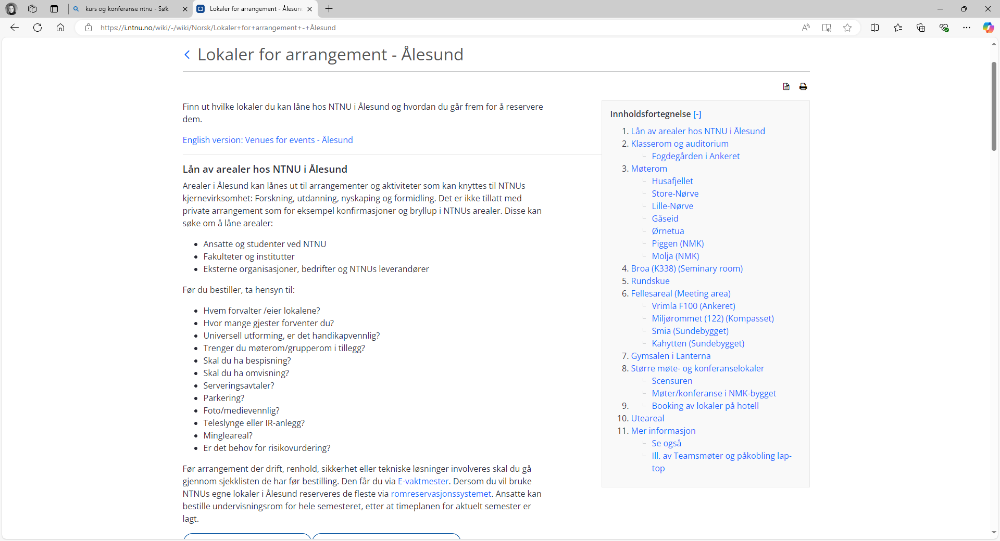 kurs og konferanse ntnu - Søk
Lokaler for arrangement - Ålesund
https://i.ntnu.no/wiki/-/wiki/Norsk/Lokaler+for+arrangement+-+Ålesund
Lokaler for arrangement - Ålesund
Finn ut hvilke lokaler du kan låne hos NTNU i Ålesund og hvordan du går frem for å reservere
dem.
English version: Venues for events - Ålesund
Lån av arealer hos NTNU i Ålesund
Arealer i Ålesund kan lånes ut til arrangementer og aktiviteter som kan knyttes til NTNUs
kjernevirksomhet: Forskning, utdanning, nyskaping og formidling. Det er ikke tillatt med
private arrangement som for eksempel konfirmasjoner og bryllup i NTNUs arealer. Disse kan
søke om å låne arealer:
Ansatte og studenter ved NTNU
Fakulteter og institutter
Eksterne organisasjoner, bedrifter og NTNUs leverandører
Før du bestiller, ta hensyn til:
Hvem forvalter /eier lokalene?
Hvor mange gjester forventer du?
Universell utforming, er det handikapvennlig?
Trenger du møterom/grupperom i tillegg?
Skal du ha bespisning?
Skal du ha omvisning?
Serveringsavtaler?
Parkering?
Foto/medievennlig?
Teleslynge eller IR-anlegg?
Mingleareal?
Er det behov for risikovurdering?
Før arrangement der drift, renhold, sikkerhet eller tekniske løsninger involveres skal du gå
gjennom sjekklisten de har før bestilling. Den får du via E-vaktmester. Dersom du vil bruke
NTNUs egne lokaler i Ålesund reserveres de fleste via romreservasjonssystemet. Ansatte kan
bestille undervisningsrom for hele semesteret, etter at timeplanen for aktuelt semester er
lagt.
Innholdsfortegnelse [-]
1. Lån av arealer hos NTNU i Ålesund
2. Klasserom og auditorium
Fogdegården i Ankeret
3. Møterom
Husafjellet
Store-Nørve
Lille-Nørve
Gåseid
Ørnetua
Piggen (NMK)
Molja (NMK)
4. Broa (K338) (Seminary room)
5. Rundskue
6. Fellesareal (Meeting area)
Vrimla F100 (Ankeret)
Miljørommet (122) (Kompasset)
Smia (Sundebygget)
Kahytten (Sundebygget)
7. Gymsalen i Lanterna
8. Større møte- og konferanselokaler
Scensuren
Møter/konferanse i NMK-bygget
9. Booking av lokaler på hotell
10. Uteareal
11. Mer informasjon
Se også
Ill. av Teamsmøter og påkobling lap-
top